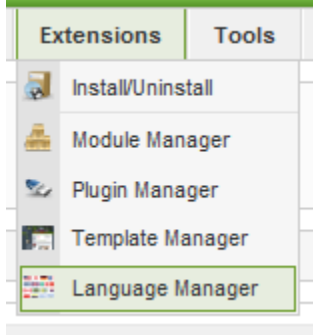 Extensions Tools
Install/Uninstall
Module Manager
Plugin Manager
Template Manager
Language Manager